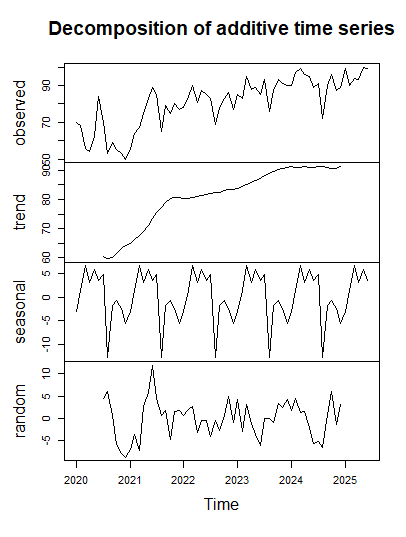 Decomposition of additive time series
observed
50 70 90
trend
60 70 80 90
seasonal
-10 -5 0 5
random
-5 0 5 10
2020 2021 2022 2023 2024 2025
Time